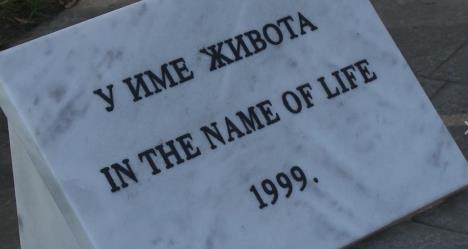 У ИМЕ ЖИВОТА
IN THE NAME OF LIFE
1999.